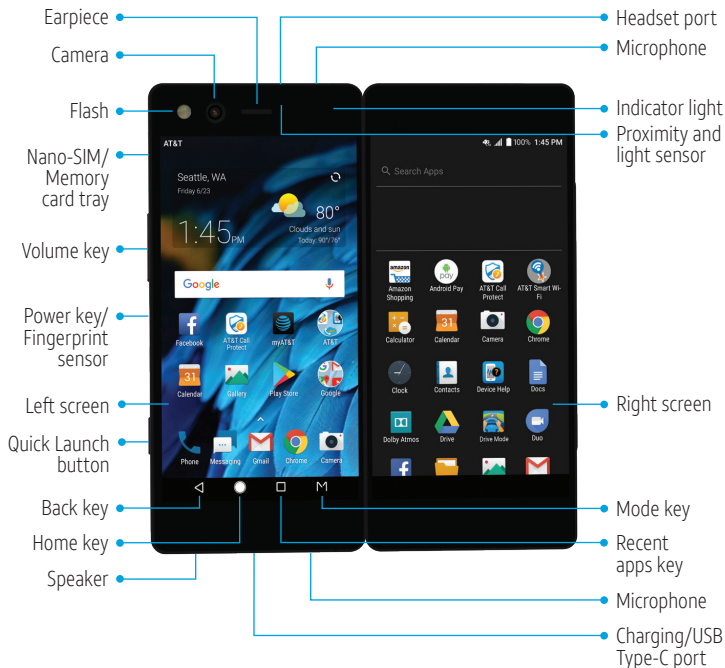 Earpiece
Camera
Flash
Nano-SIM/
Memory
card tray
Volume key
Power key/
Fingerprint
sensor
Left screen
Quick Launch
button
Back key
Home key
Speaker
Headset port
Microphone
Indicator light
Proximity and
light sensor
Right screen
Mode key
Recent
apps key
Microphone
Charging/USB
Type-C port
AT&T
Seattle, WA
Friday 6/23
1:45PM
80°
Clouds and sun
Today: 90°/76°
Google
Facebook
AT&T Call
Protect
myAT&T
AT&T
31
Calendar
Gallery
Play Store
Google
Phone
Messaging
Gmail
Chrome
Camera
100% 1:45 PM
Search Apps
amazon
Amazon
Shopping
pay
Android Pay
AT&T Call
Protect
AT&T Smart Wi-
Fi
Calculator
31
Calendar
Camera
Chrome
Clock
Contacts
Device Help
Docs
Dolby Atmos
Drive
Drive Mode
Duo